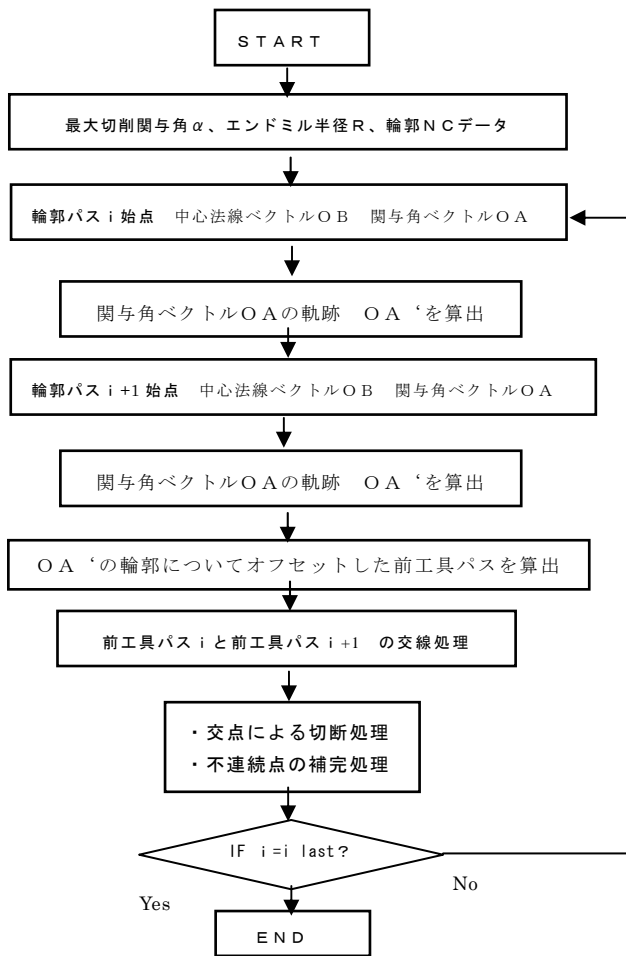 ＳＴＡＲＴ
最大切削関与角α、エンドミル半径Ｒ、輪郭ＮＣデータ
輪郭パスｉ始点　中心法線ベクトルＯＢ　関与角ベクトルＯＡ
関与角ベクトルＯＡの軌跡　ＯＡ‘を算出
輪郭パスｉ+1 始点　中心法線ベクトルＯＢ　関与角ベクトルＯＡ
関与角ベクトルＯＡの軌跡　ＯＡ‘を算出
ＯＡ‘の輪郭についてオフセットした前工具パスを算出
前工具パスｉと前工具パスｉ+1　の交線処理
・交点による切断処理
・不連続点の補完処理
IF i=i last?
No
Yes
ＥＮＤ